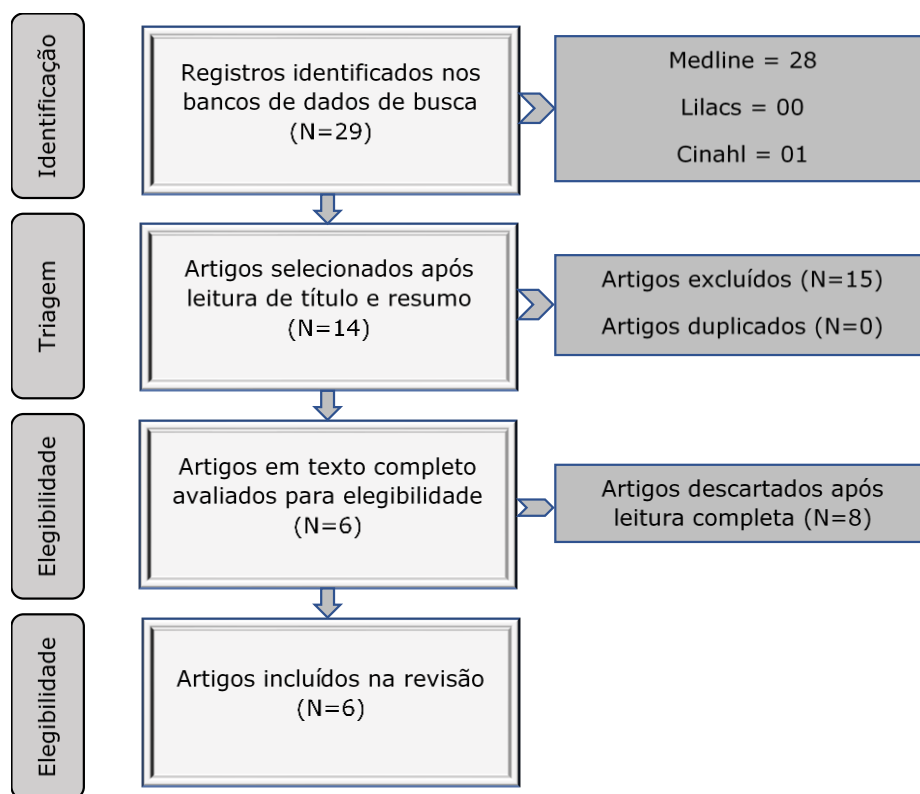 Identificação
Registros identificados nos
bancos de dados de busca
(N=29)
Medline = 28
Lilacs = 00
Cinahl = 01
Triagem
Artigos selecionados após
leitura de título e resumo
(N=14)
Artigos excluídos (N=15)
Artigos duplicados (N=0)
Elegibilidade
Artigos em texto completo
avaliados para elegibilidade
(N=6)
Artigos descartados após
leitura completa (N=8)
Elegibilidade
Artigos incluídos na revisão
(N=6)